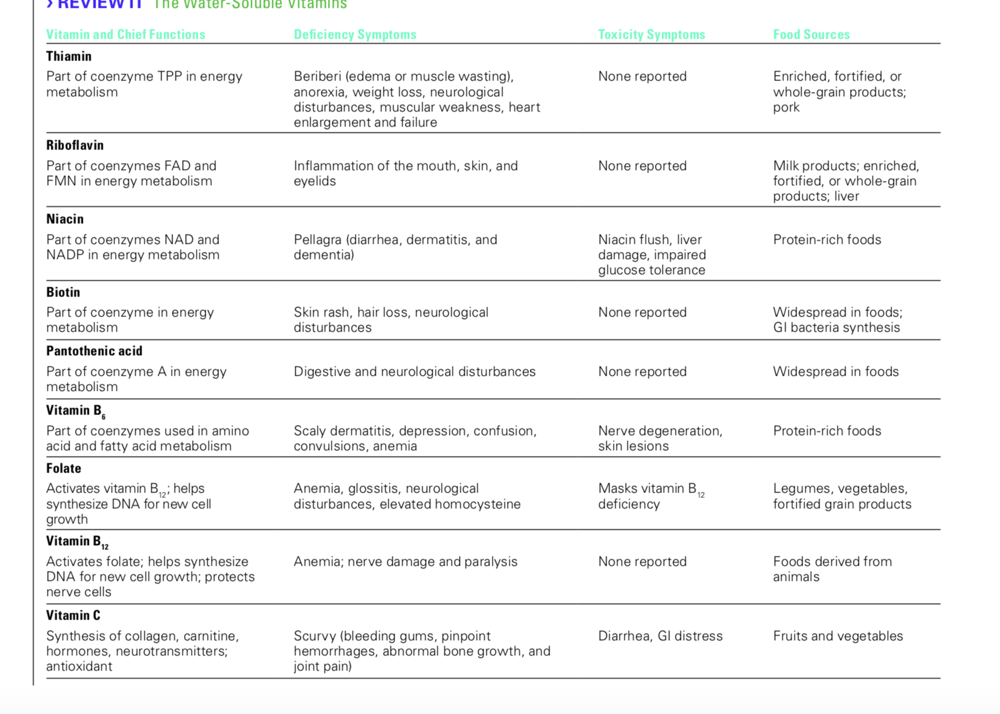 › REVIEW IT The Water-Soluble Vitamins
Vitamin and Chief Functions Deficiency Symptoms Toxicity Symptoms Food Sources
Thiamin
Part of coenzyme TPP in energy
metabolism
Beriberi (edema or muscle wasting),
anorexia, weight loss, neurological
disturbances, muscular weakness, heart
enlargement and failure
None reported
Enriched, fortified, or
whole-grain products;
pork
Riboflavin
Part of coenzymes FAD and
FMN in energy metabolism
Inflammation of the mouth, skin, and
eyelids
None reported
Milk products; enriched,
fortified, or whole-grain
products; liver
Niacin
Part of coenzymes NAD and
NADP in energy metabolism
Pellagra (diarrhea, dermatitis, and
dementia)
Niacin flush, liver
damage, impaired
glucose tolerance
Protein-rich foods
Biotin
Part of coenzyme in energy
metabolism
Skin rash, hair loss, neurological
disturbances
None reported
Widespread in foods;
GI bacteria synthesis
Pantothenic acid
Part of coenzyme A in energy
metabolism
Digestive and neurological disturbances
None reported
Widespread in foods
Vitamin B₆
Part of coenzymes used in amino
acid and fatty acid metabolism
Scaly dermatitis, depression, confusion,
convulsions, anemia
Nerve degeneration,
skin lesions
Protein-rich foods
Folate
Activates vitamin B₁₂; helps
synthesize DNA for new cell
growth
Anemia, glossitis, neurological
disturbances, elevated homocysteine
Masks vitamin B₁₂
deficiency
Legumes, vegetables,
fortified grain products
Vitamin B₁₂
Activates folate; helps synthesize
DNA for new cell growth; protects
nerve cells
Anemia; nerve damage and paralysis
None reported
Foods derived from
animals
Vitamin C
Synthesis of collagen, carnitine,
hormones, neurotransmitters;
antioxidant
Scurvy (bleeding gums, pinpoint
hemorrhages, abnormal bone growth, and
joint pain)
Diarrhea, GI distress
Fruits and vegetables